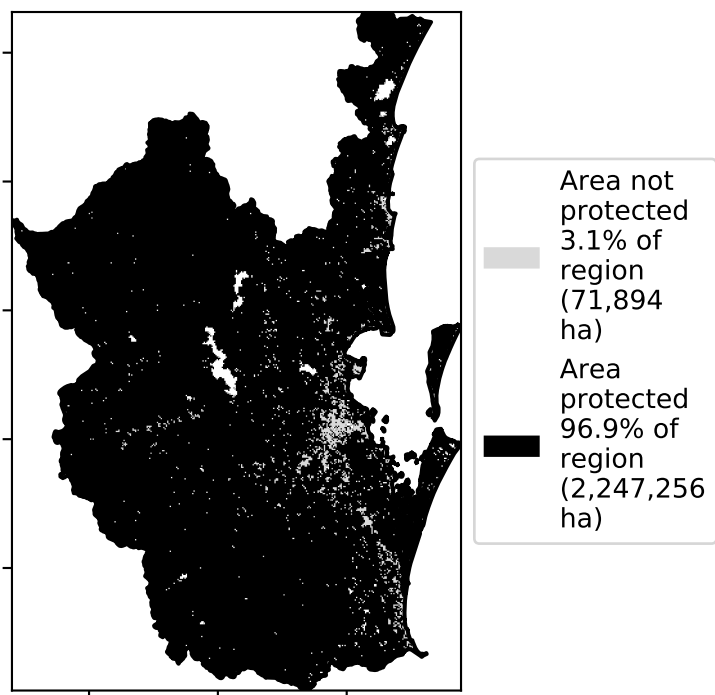 Area not
protected
3.1% of
region
(71,894
ha)
Area
protected
96.9% of
region
(2,247,256
ha)